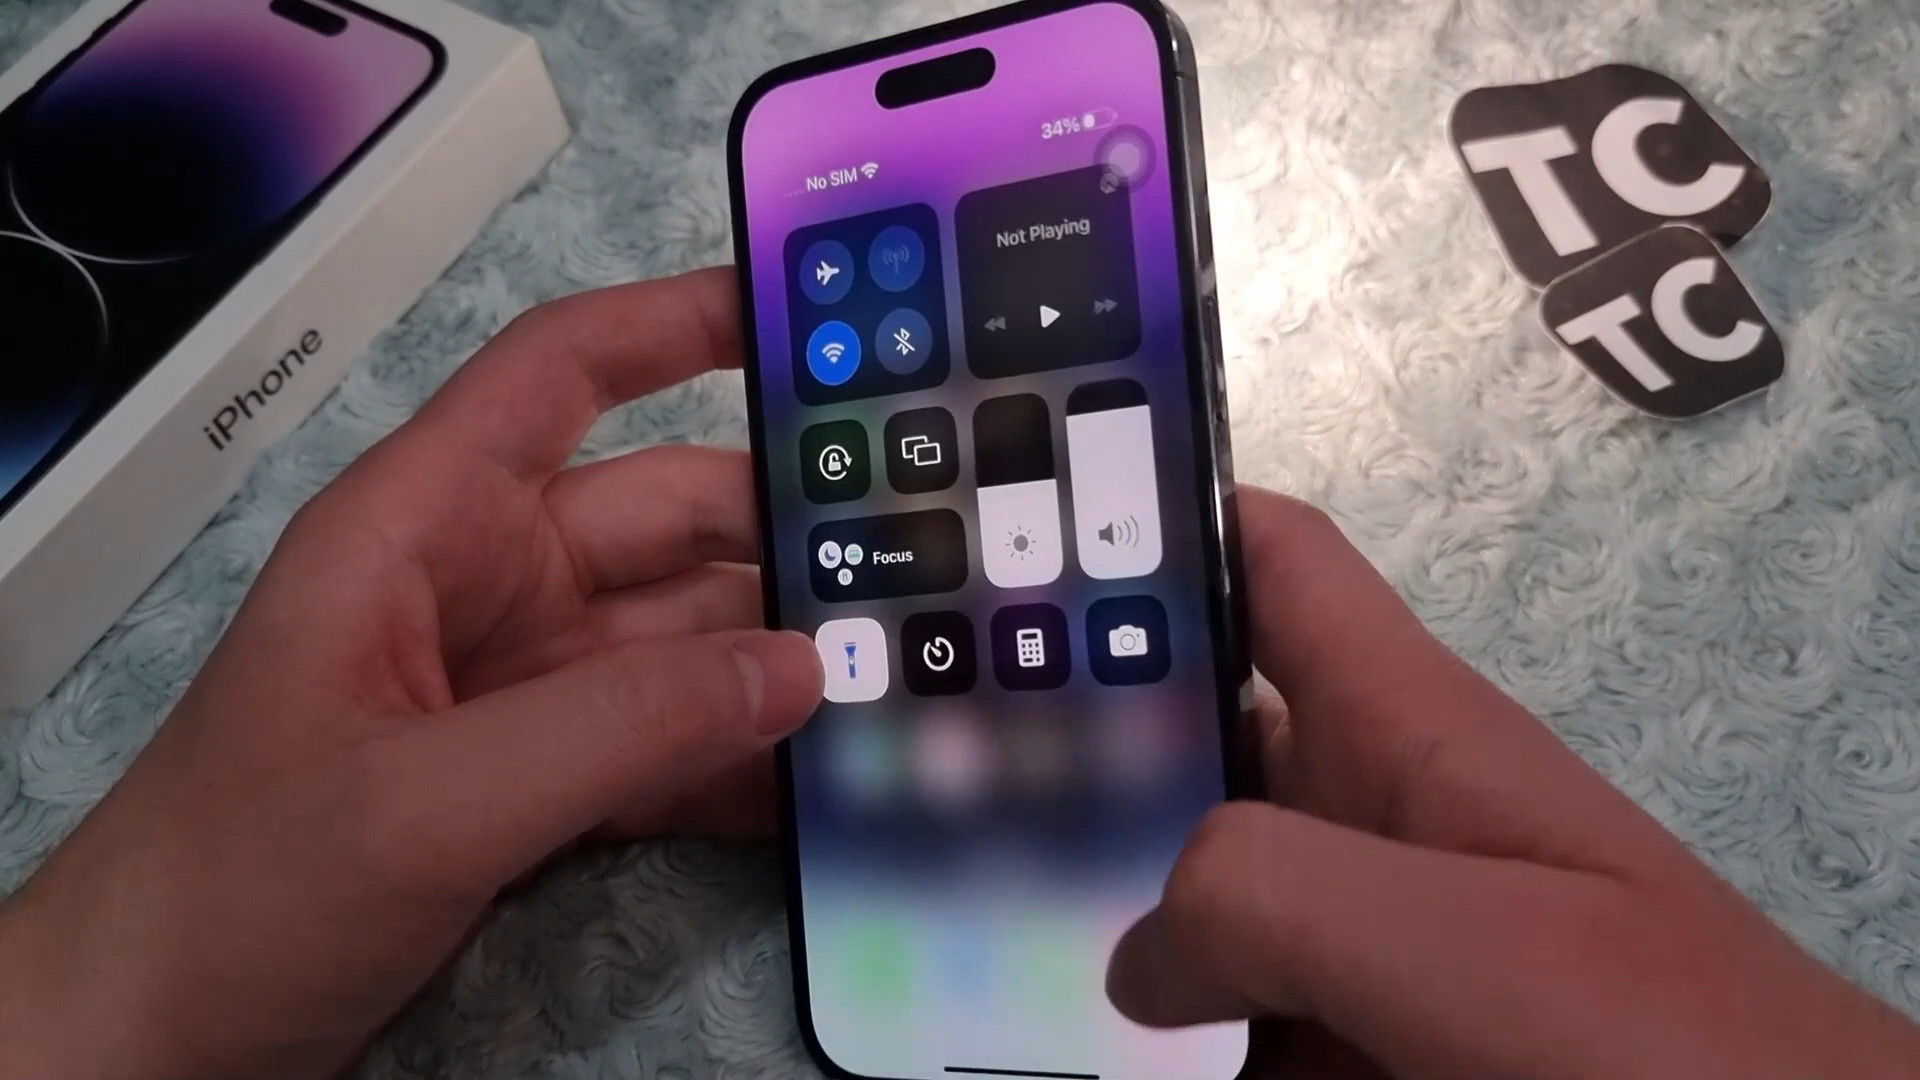 iPhone
34%
No SIM
Not Playing
Focus
TC
TC